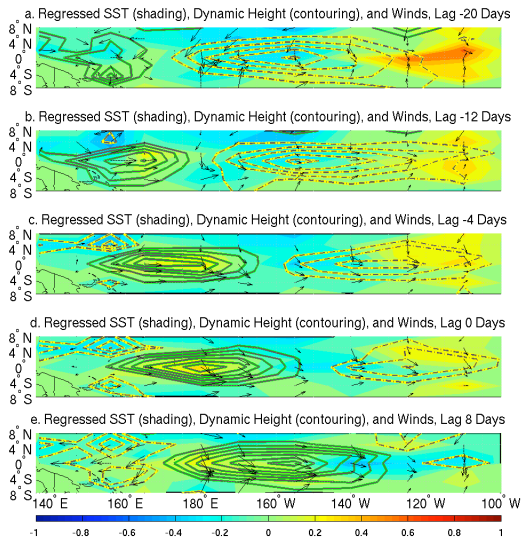 a. Regressed SST (shading), Dynamic Height (contouring), and Winds, Lag -20 Days
8° N
4°
0°
4° S
8° S
b. Regressed SST (shading), Dynamic Height (contouring), and Winds, Lag -12 Days
8° N
4° N
0°
4° S
8° S
c. Regressed SST (shading), Dynamic Height (contouring), and Winds, Lag -4 Days
8° N
4° N
0°
4° S
8° S
d. Regressed SST (shading), Dynamic Height (contouring), and Winds, Lag 0 Days
8° N
4° N
0°
4° S
8° S
e. Regressed SST (shading), Dynamic Height (contouring), and Winds, Lag 8 Days
8° N
4° N
0°
4° S
8° S
140° E 160° E 180° E 160° W 140° W 120° W 100° W
-1 -0.8 -0.6 -0.4 -0.2 0 0.2 0.4 0.6 0.8 1